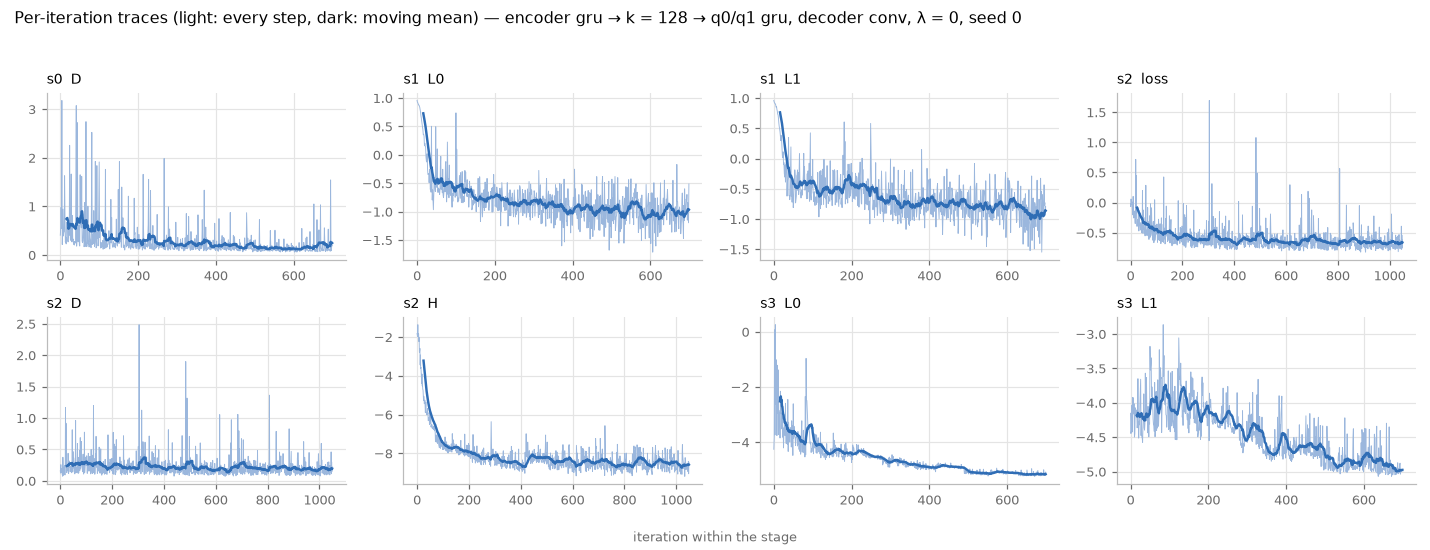 Per-iteration traces (light: every step, dark: moving mean) — encoder gru → k = 128 → q0/q1 gru, decoder conv, λ = 0, seed 0
s0 D
3
2
1
0
0 200 400 600
s1 L0
1.0
0.5
0.0
−0.5
−1.0
−1.5
0 200 400 600
s1 L1
1.0
0.5
0.0
−0.5
−1.0
−1.5
0 200 400 600
s2 loss
1.5
1.0
0.5
0.0
−0.5
0 200 400 600 800 1000
s2 D
2.5
2.0
1.5
1.0
0.5
0.0
0 200 400 600 800 1000
s2 H
−2
−4
−6
−8
0 200 400 600 800 1000
s3 L0
0
−2
−4
0 200 400 600
s3 L1
−3.0
−3.5
−4.0
−4.5
−5.0
0 200 400 600
iteration within the stage